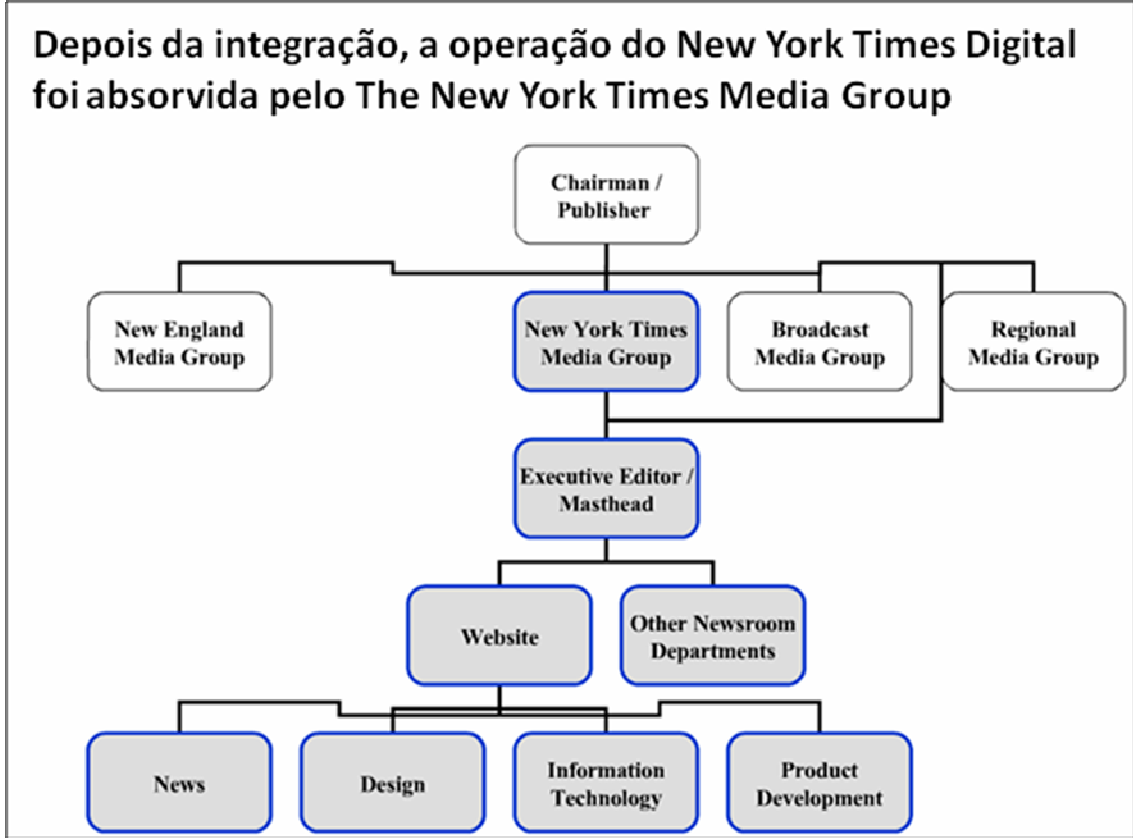 Depois da integração, a operação do New York Times Digital
foi absorvida pelo The New York Times Media Group
Chairman /
Publisher
New England
Media Group
New York Times
Media Group
Broadcast
Media Group
Regional
Media Group
Executive Editor /
Masthead
Website
Other Newsroom
Departments
News
Design
Information
Technology
Product
Development